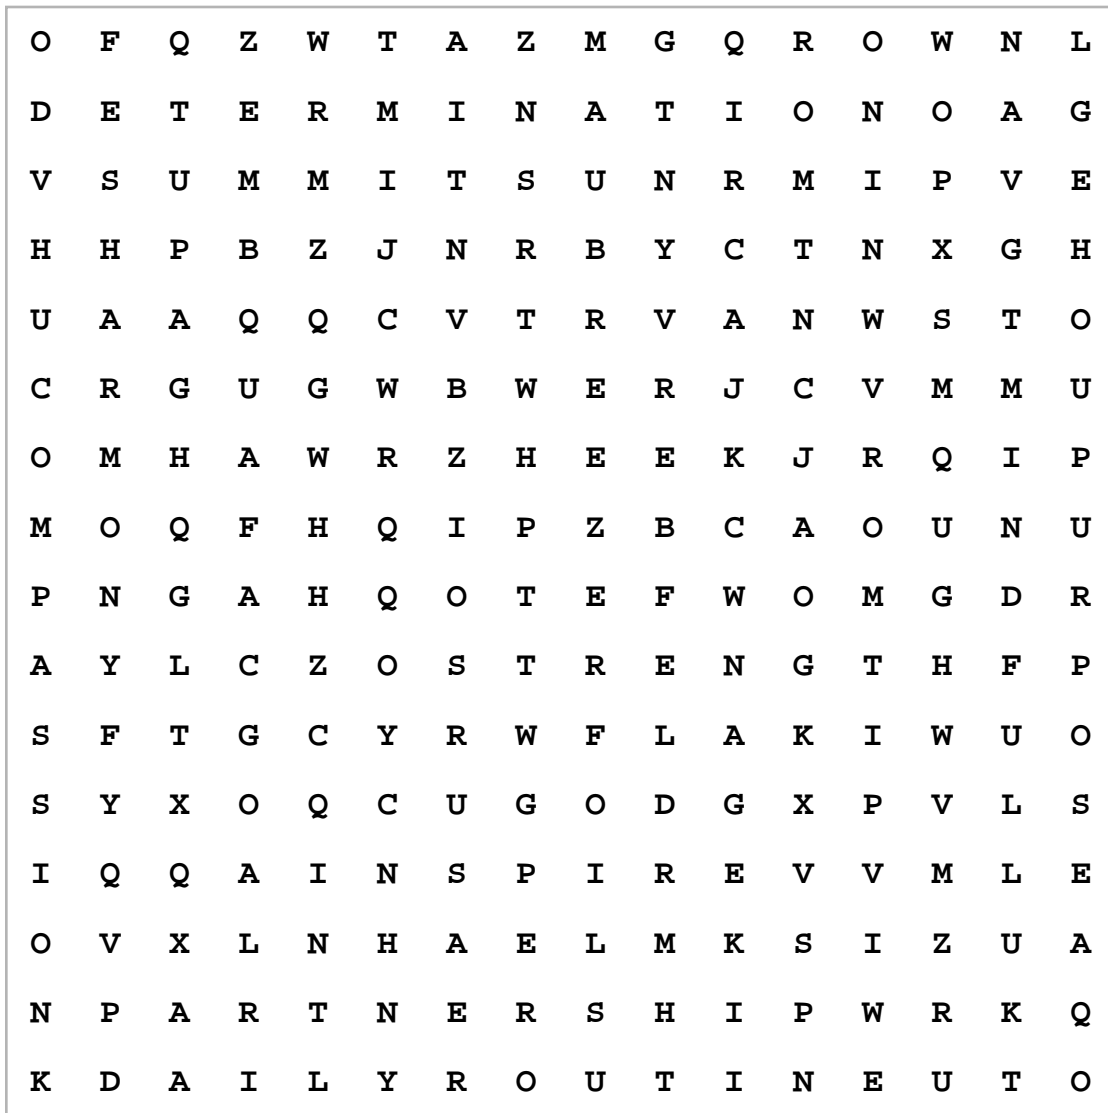 O F Q Z W T A Z M G Q R O W N L
D E T E R M I N A T I O N O A G
V S U M M I T S U N R M I P V E
H H P B Z J N R B Y C T N X G H
U A A Q Q C V T R V A N W S T O
C R G U G W B W E R J C V M M U
O M H A W R Z H E E K J R Q I P
M O Q F H Q I P Z B C A O U N U
P N G A H Q O T E F W O M G D R
A Y L C Z O S T R E N G T H F P
S F T G C Y R W F L A K I W U O
S Y X O Q C U G O D G X P V L S
I Q Q A I N S P I R E V V M L E
O V X L N H A E L M K S I Z U A
N P A R T N E R S H I P W R K Q
K D A I L Y R O U T I N E U T O